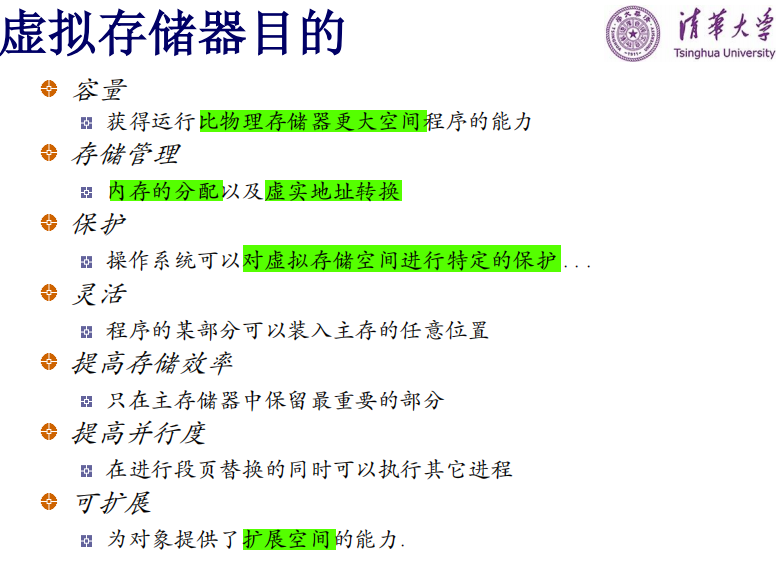 虚拟存储器目的
清华大学
Tsinghua University
容量
获得运行比物理存储器更大空间程序的能力
存储管理
内存的分配以及虚实地址转换
保护
操作系统可以对虚拟存储空间进行特定的保护...
灵活
程序的某部分可以装入主存的任意位置
提高存储效率
只在主存储器中保留最重要的部分
提高并行度
在进行段页替换的同时可以执行其它进程
可扩展
为对象提供了扩展空间的能力.